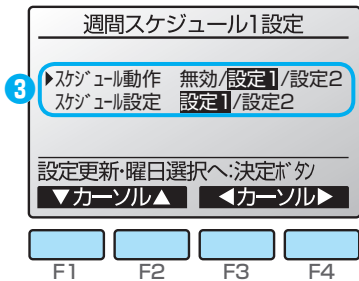 週間スケジュール1設定
3
▶スケジュール動作 無効/設定1/設定2
スケジュール設定 設定1/設定2
設定更新・曜日選択へ:決定ボタン
▼カーソル▲ ◀カーソル▶
F1 F2 F3 F4